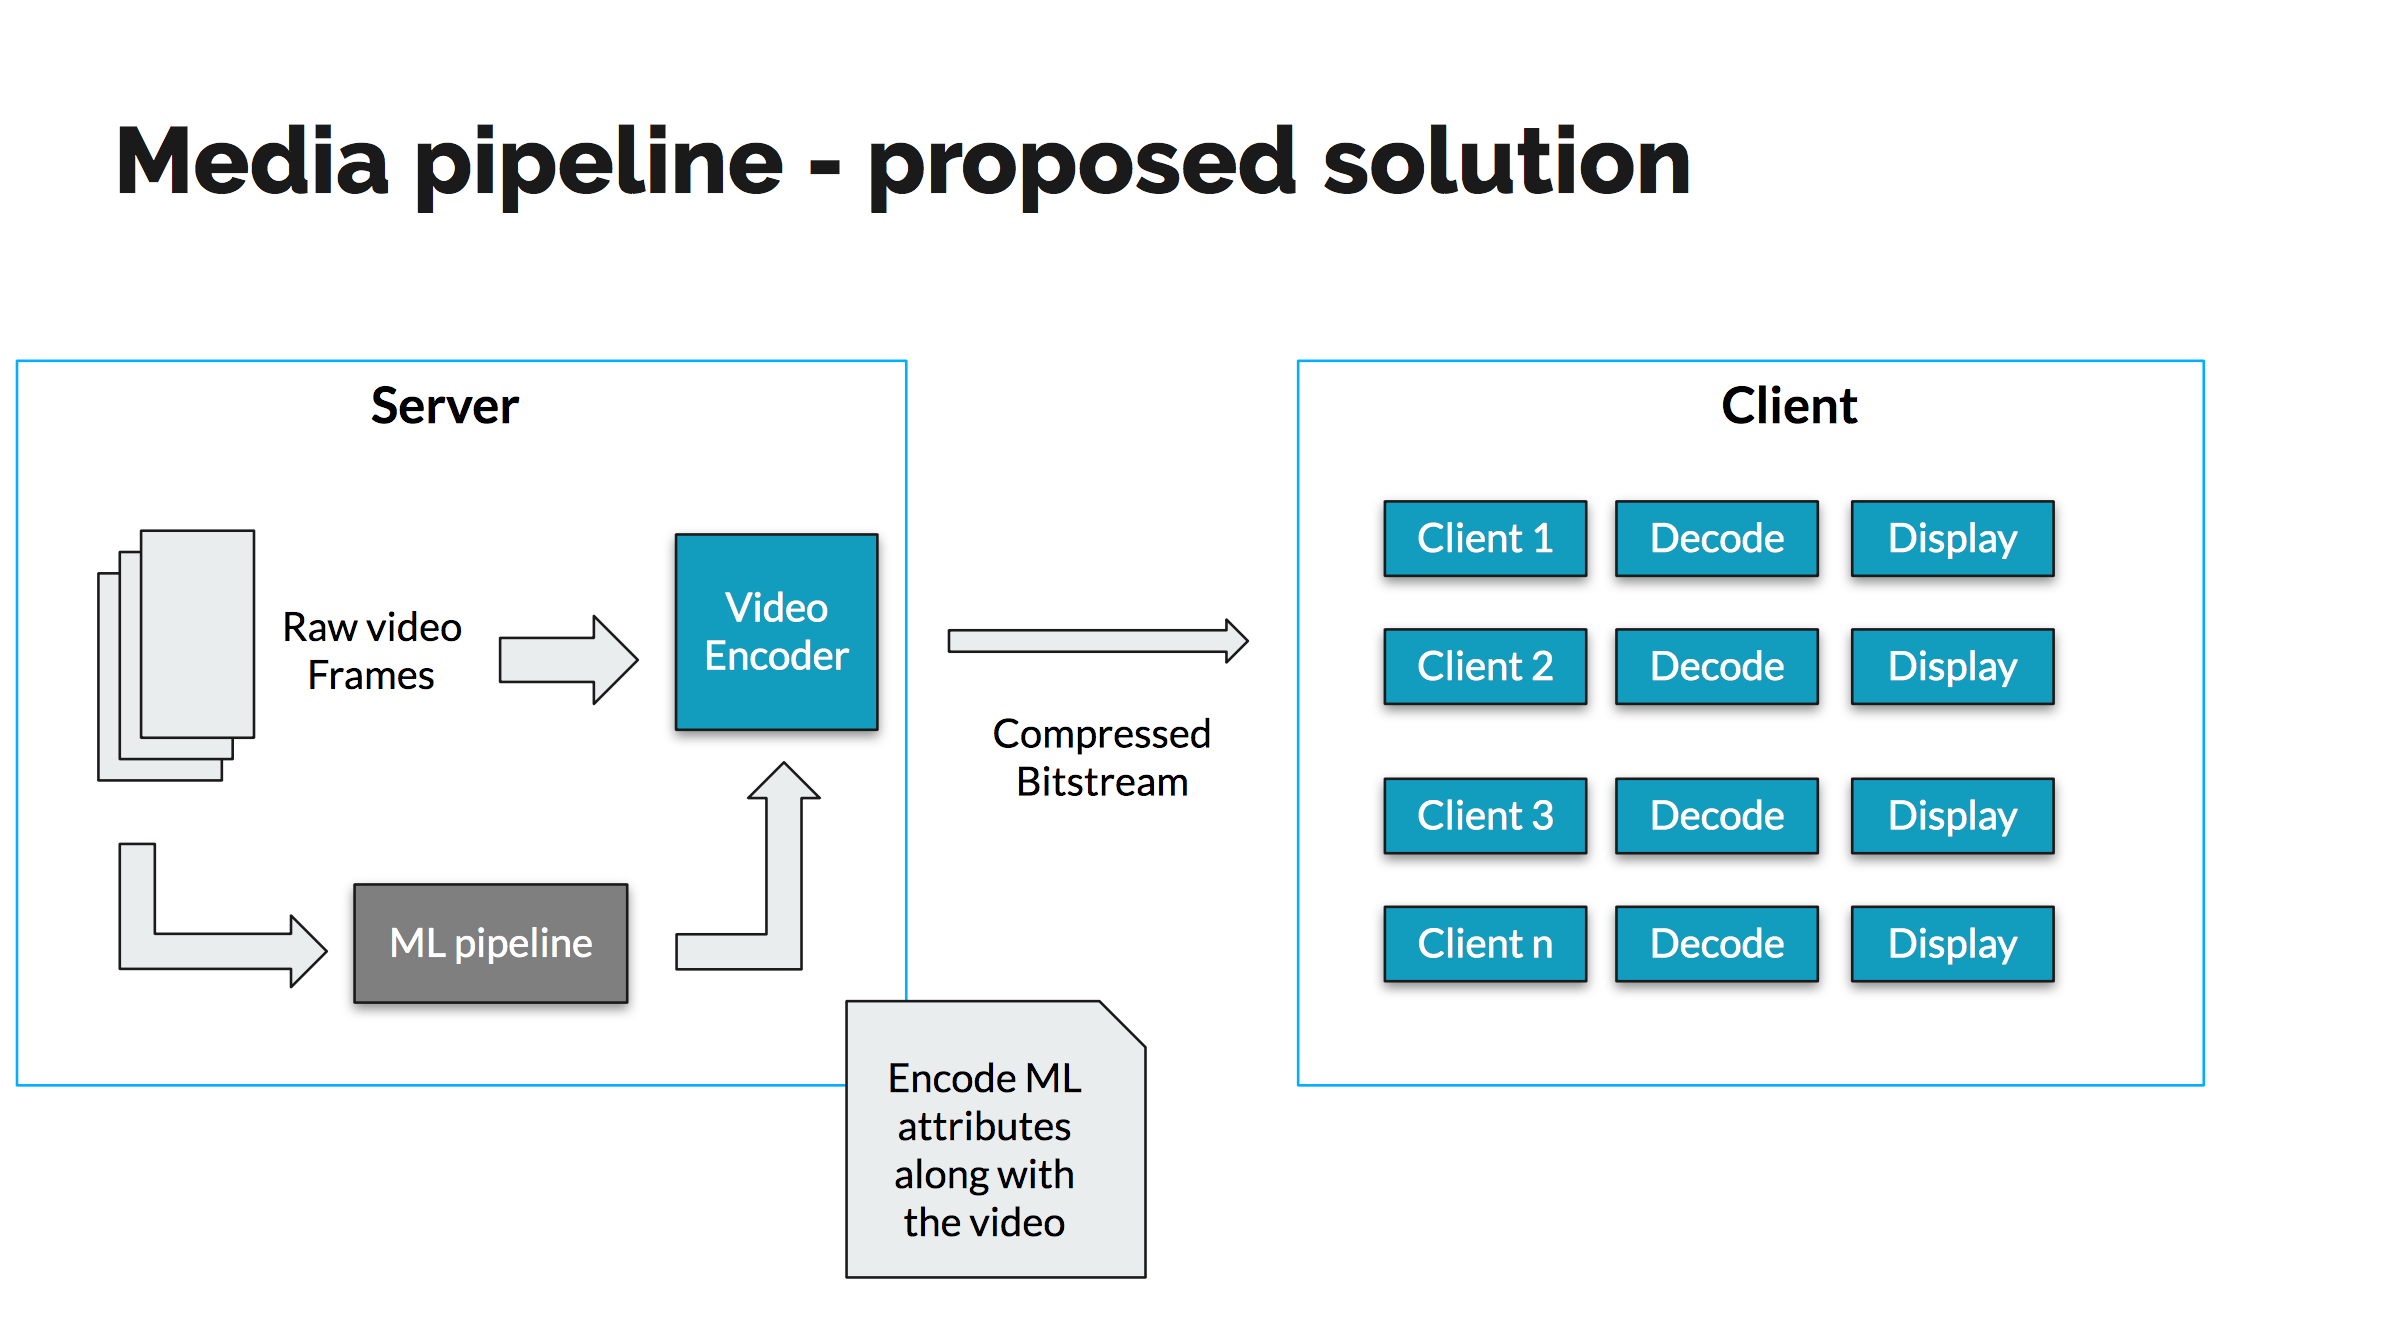 Media pipeline - proposed solution
Server
Raw video
Frames
Video
Encoder
ML pipeline
Encode ML
attributes
along with
the video
Compressed
Bitstream
Client
Client 1 Decode Display
Client 2 Decode Display
Client 3 Decode Display
Client n Decode Display